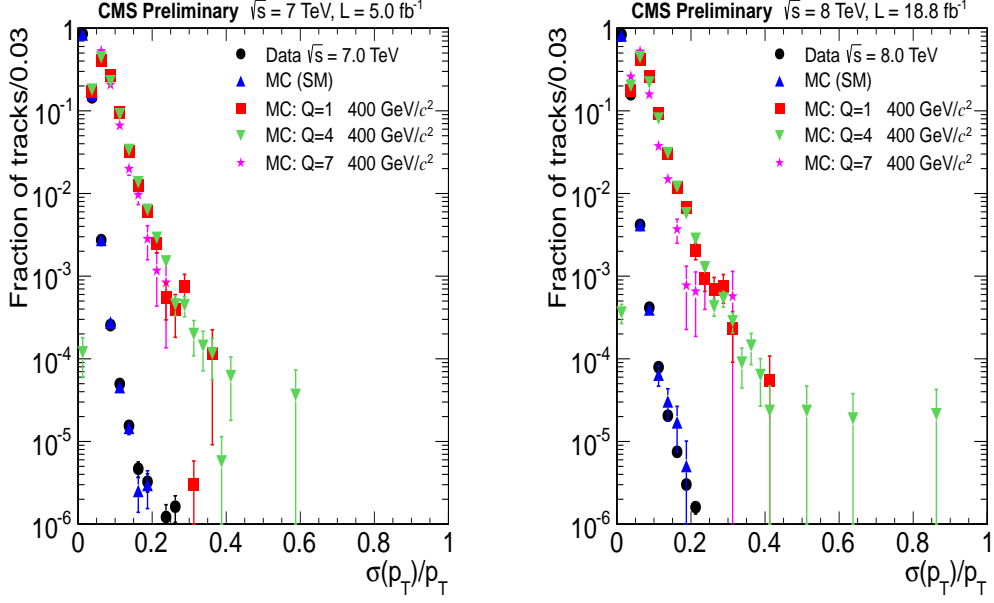 CMS Preliminary √s = 7 TeV, L = 5.0 fb⁻¹
Fraction of tracks/0.03
1
10⁻¹
10⁻²
10⁻³
10⁻⁴
10⁻⁵
10⁻⁶
Data √s = 7.0 TeV
MC (SM)
MC: Q=1 400 GeV/c²
MC: Q=4 400 GeV/c²
MC: Q=7 400 GeV/c²
0 0.2 0.4 0.6 0.8 1
σ(p_T)/p_T
CMS Preliminary √s = 8 TeV, L = 18.8 fb⁻¹
Fraction of tracks/0.03
1
10⁻¹
10⁻²
10⁻³
10⁻⁴
10⁻⁵
10⁻⁶
Data √s = 8.0 TeV
MC (SM)
MC: Q=1 400 GeV/c²
MC: Q=4 400 GeV/c²
MC: Q=7 400 GeV/c²
0 0.2 0.4 0.6 0.8 1
σ(p_T)/p_T